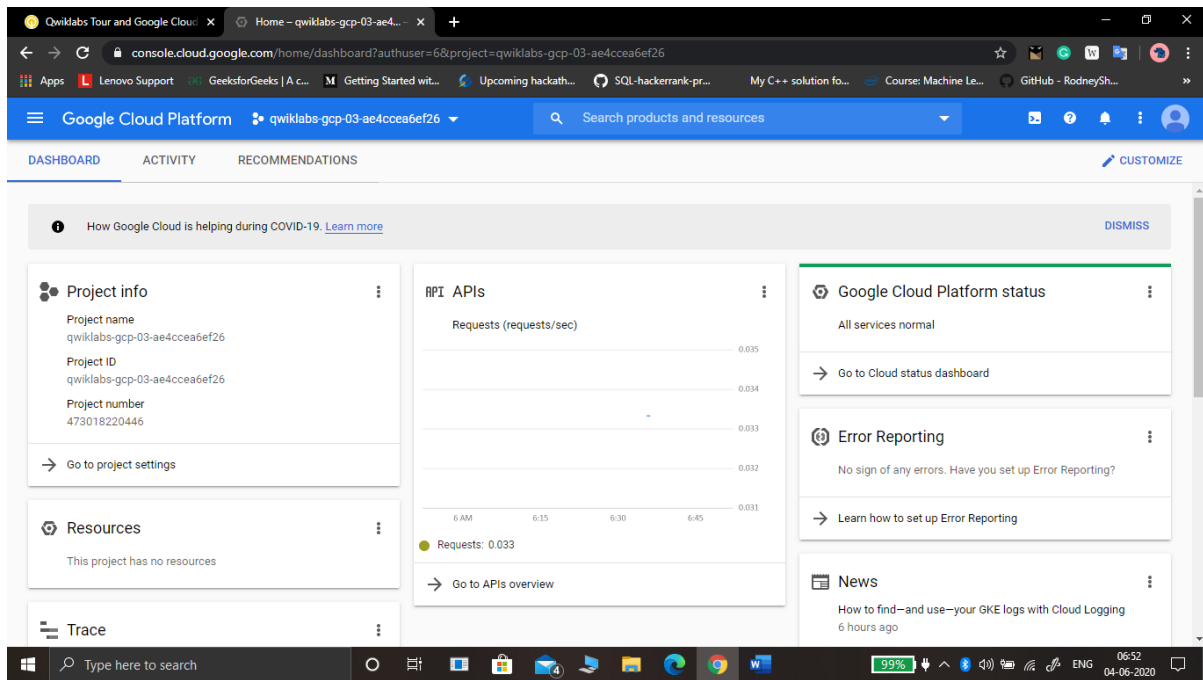 Qwiklabs Tour and Google Cloud
Home – qwiklabs-gcp-03-ae4...
console.cloud.google.com/home/dashboard?authuser=6&project=qwiklabs-gcp-03-ae4ccea6ef26
Apps Lenovo Support GeeksforGeeks | A c... Getting Started wit... Upcoming hackath... SQL-hackerrank-pr... My C++ solution fo... Course: Machine Le... GitHub - RodneySh... »
Google Cloud Platform qwiklabs-gcp-03-ae4ccea6ef26 Search products and resources
DASHBOARD ACTIVITY RECOMMENDATIONS CUSTOMIZE
How Google Cloud is helping during COVID-19. Learn more DISMISS
Project info
Project name
qwiklabs-gcp-03-ae4ccea6ef26
Project ID
qwiklabs-gcp-03-ae4ccea6ef26
Project number
473018220446
Go to project settings
Resources
This project has no resources
Trace
API APIs
Requests (requests/sec)
0.035
0.034
0.033
0.032
0.031
6 AM 6:15 6:30 6:45
Requests: 0.033
Go to APIs overview
Google Cloud Platform status
All services normal
Go to Cloud status dashboard
Error Reporting
No sign of any errors. Have you set up Error Reporting?
Learn how to set up Error Reporting
News
How to find—and use—your GKE logs with Cloud Logging
6 hours ago
Type here to search
4
99%
ENG
06:52
04-06-2020